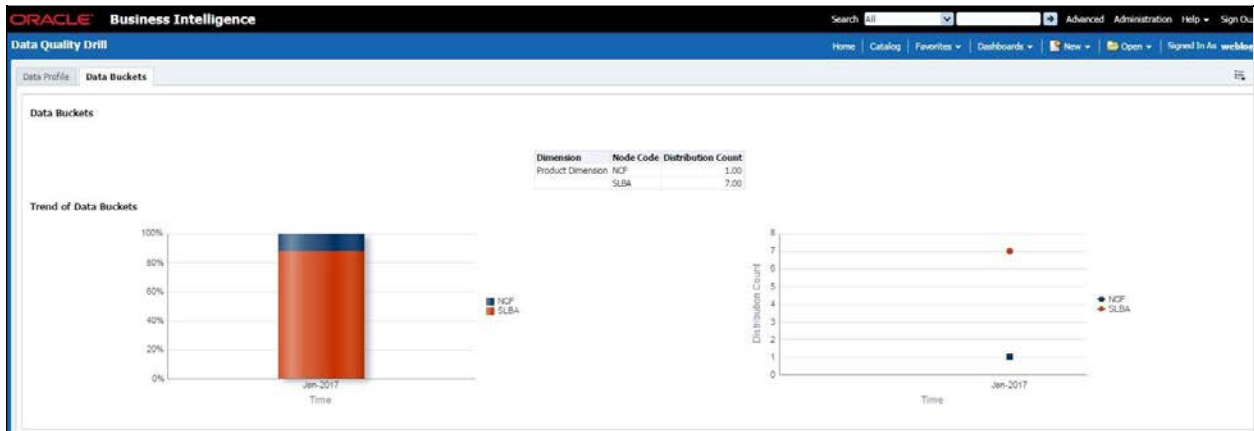 ORACLE Business Intelligence
Search All Advanced Administration Help Sign Ou
Data Quality Drill
Home Catalog Favorites Dashboards New Open Signed In As weblog
Data Profile Data Buckets
Data Buckets
Dimension Node Code Distribution Count
Product Dimension NCF 1.00
SLBA 7.00
Trend of Data Buckets
100%
80%
60%
40%
20%
0%
Jan-2017
Time
NCF
SLBA
Distribution Count
8
7
6
5
4
3
2
1
0
Jan-2017
Time
NCF
SLBA